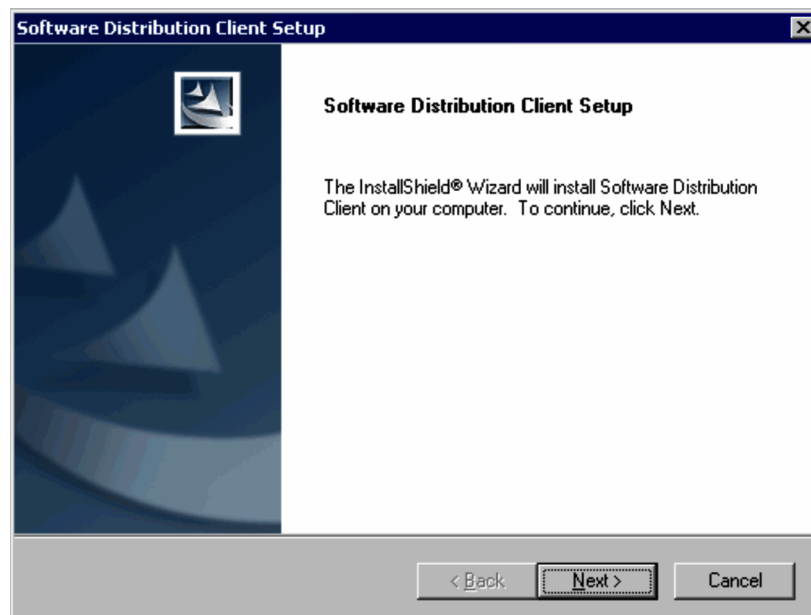 Software Distribution Client Setup
Software Distribution Client Setup
The InstallShield® Wizard will install Software Distribution
Client on your computer. To continue, click Next.
< Back
Next >
Cancel